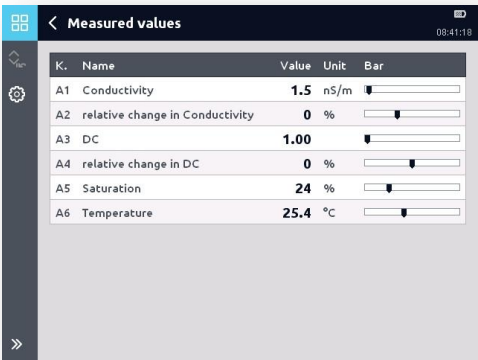 Measured values
08:41:18
K. Name Value Unit Bar
A1 Conductivity 1.5 nS/m
A2 relative change in Conductivity 0 %
A3 DC 1.00
A4 relative change in DC 0 %
A5 Saturation 24 %
A6 Temperature 25.4 °C